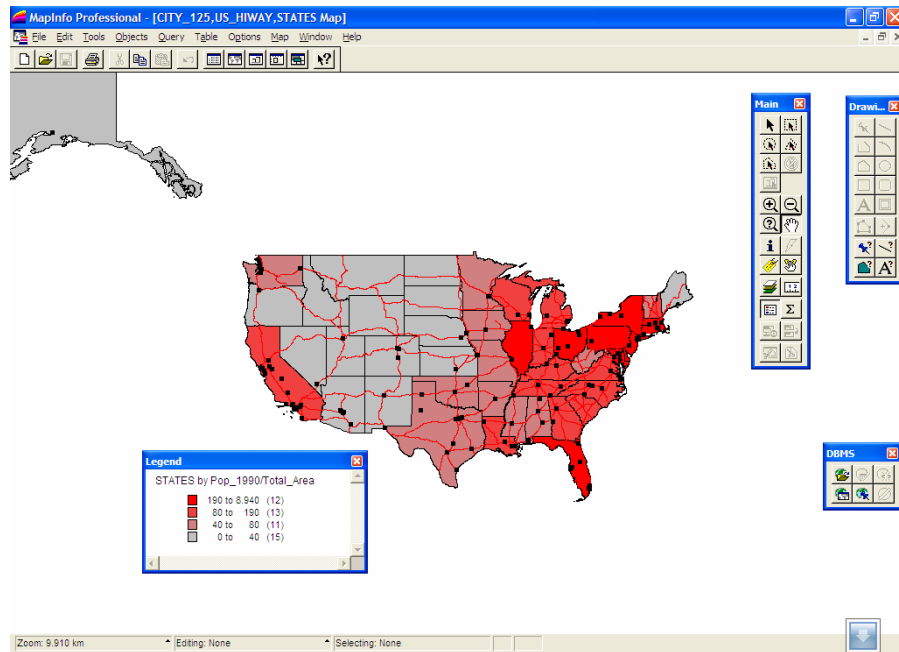 MapInfo Professional - [CITY_125,US_HIWAY,STATES Map]
File Edit Tools Objects Query Table Options Map Window Help
Main
Drawi...
Legend
STATES by Pop_1990/Total_Area
190 to 8.940 (12)
80 to 190 (13)
40 to 80 (11)
0 to 40 (15)
DBMS
Zoom: 9.910 km
Editing: None
Selecting: None